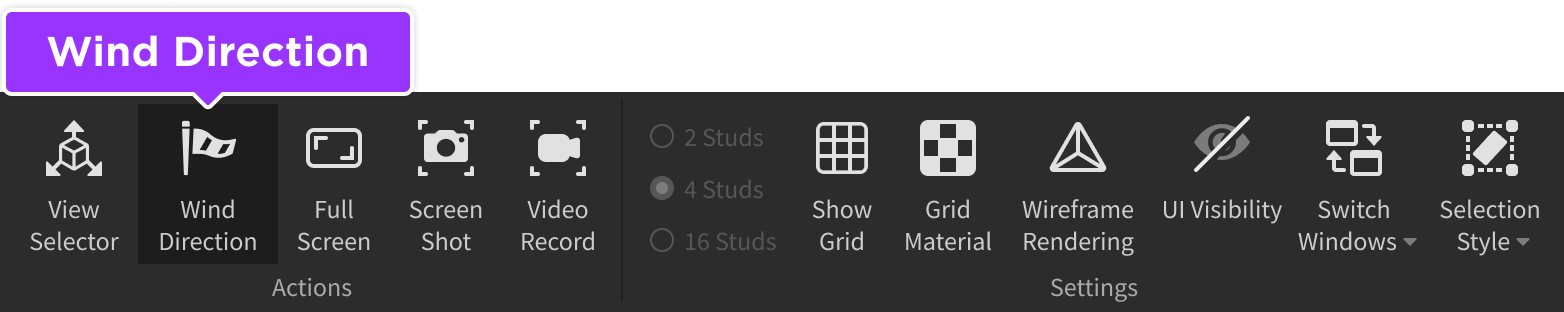 Wind Direction
View
Selector
Wind
Direction
Full
Screen
Screen
Shot
Video
Record
Actions
2 Studs
4 Studs
16 Studs
Show
Grid
Grid
Material
Wireframe
Rendering
UI Visibility
Switch
Windows
Selection
Style
Settings